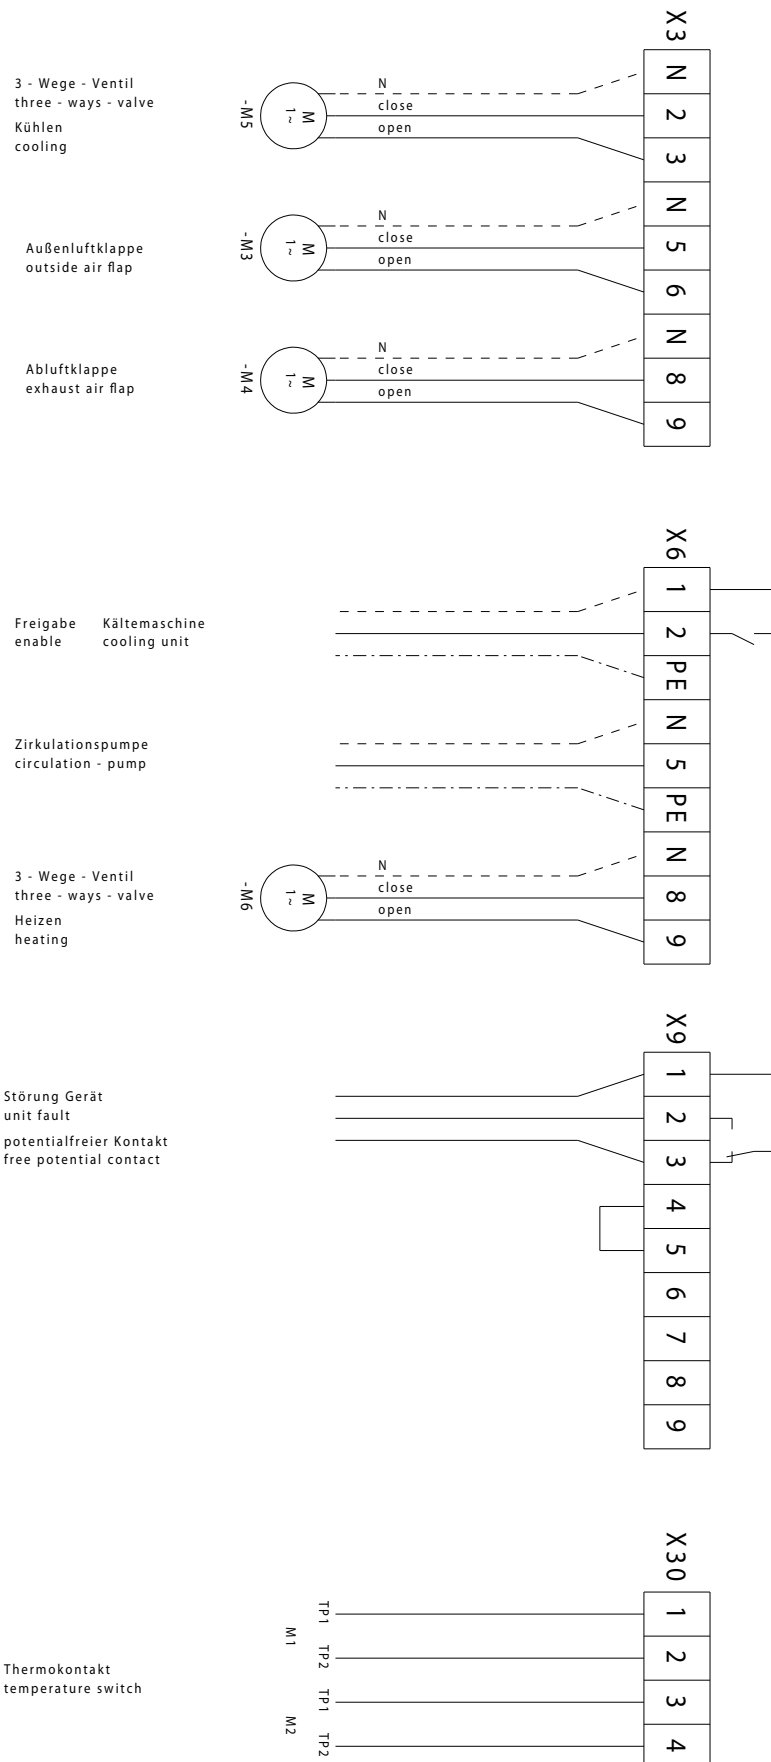 X3
N
3 - Wege - Ventil
three - ways - valve
Kühlen
cooling
-M5
M
1~
N
close
open
2
3
N
Außenluftklappe
outside air flap
-M3
M
1~
N
close
open
5
6
N
Abluftklappe
exhaust air flap
-M4
M
1~
N
close
open
8
9
X6
1
Freigabe Kältemaschine
enable cooling unit
2
PE
N
Zirkulationspumpe
circulation - pump
5
PE
N
3 - Wege - Ventil
three - ways - valve
Heizen
heating
-M6
M
1~
N
close
open
8
9
X9
1
Störung Gerät
unit fault
potentialfreier Kontakt
free potential contact
2
3
4
5
6
7
8
9
X30
Thermokontakt
temperature switch
M1
TP1
1
TP2
2
M2
TP1
3
TP2
4